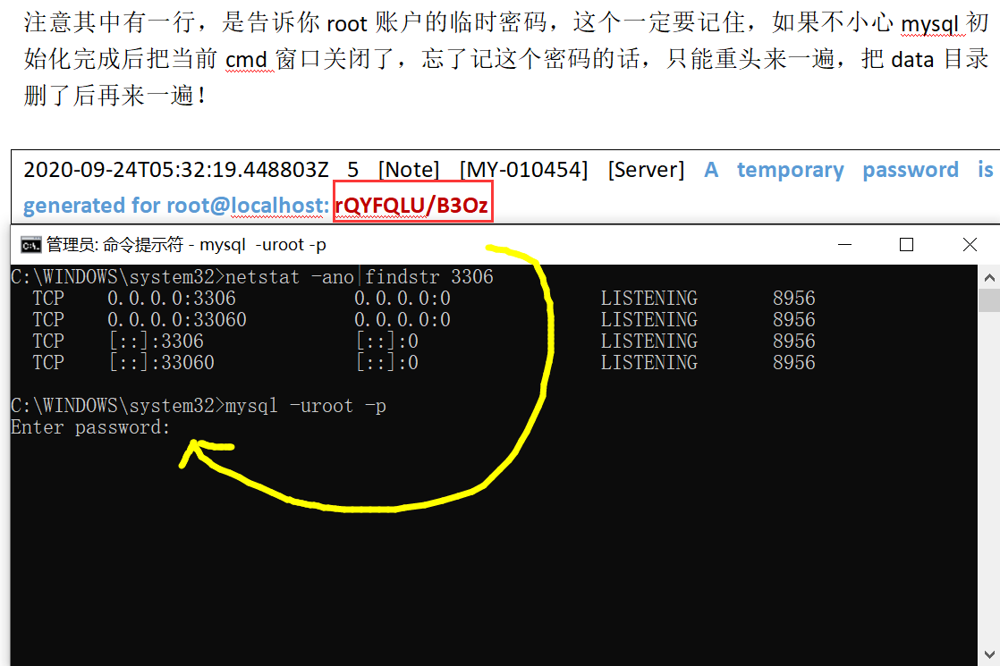 注意其中有一行，是告诉你 root 账户的临时密码，这个一定要记住，如果不小心 mysql 初
始化完成后把当前 cmd 窗口关闭了，忘了记这个密码的话，只能重头来一遍，把 data 目录
删了后再来一遍！
2020-09-24T05:32:19.448803Z 5 [Note] [MY-010454] [Server] A temporary password is
generated for root@localhost: rQYFQLU/B3Oz
管理员: 命令提示符 - mysql -uroot -p
C:\WINDOWS\system32>netstat -ano|findstr 3306
TCP 0.0.0.0:3306 0.0.0.0:0 LISTENING 8956
TCP 0.0.0.0:33060 0.0.0.0:0 LISTENING 8956
TCP [::]:3306 [::]:0 LISTENING 8956
TCP [::]:33060 [::]:0 LISTENING 8956
C:\WINDOWS\system32>mysql -uroot -p
Enter password: